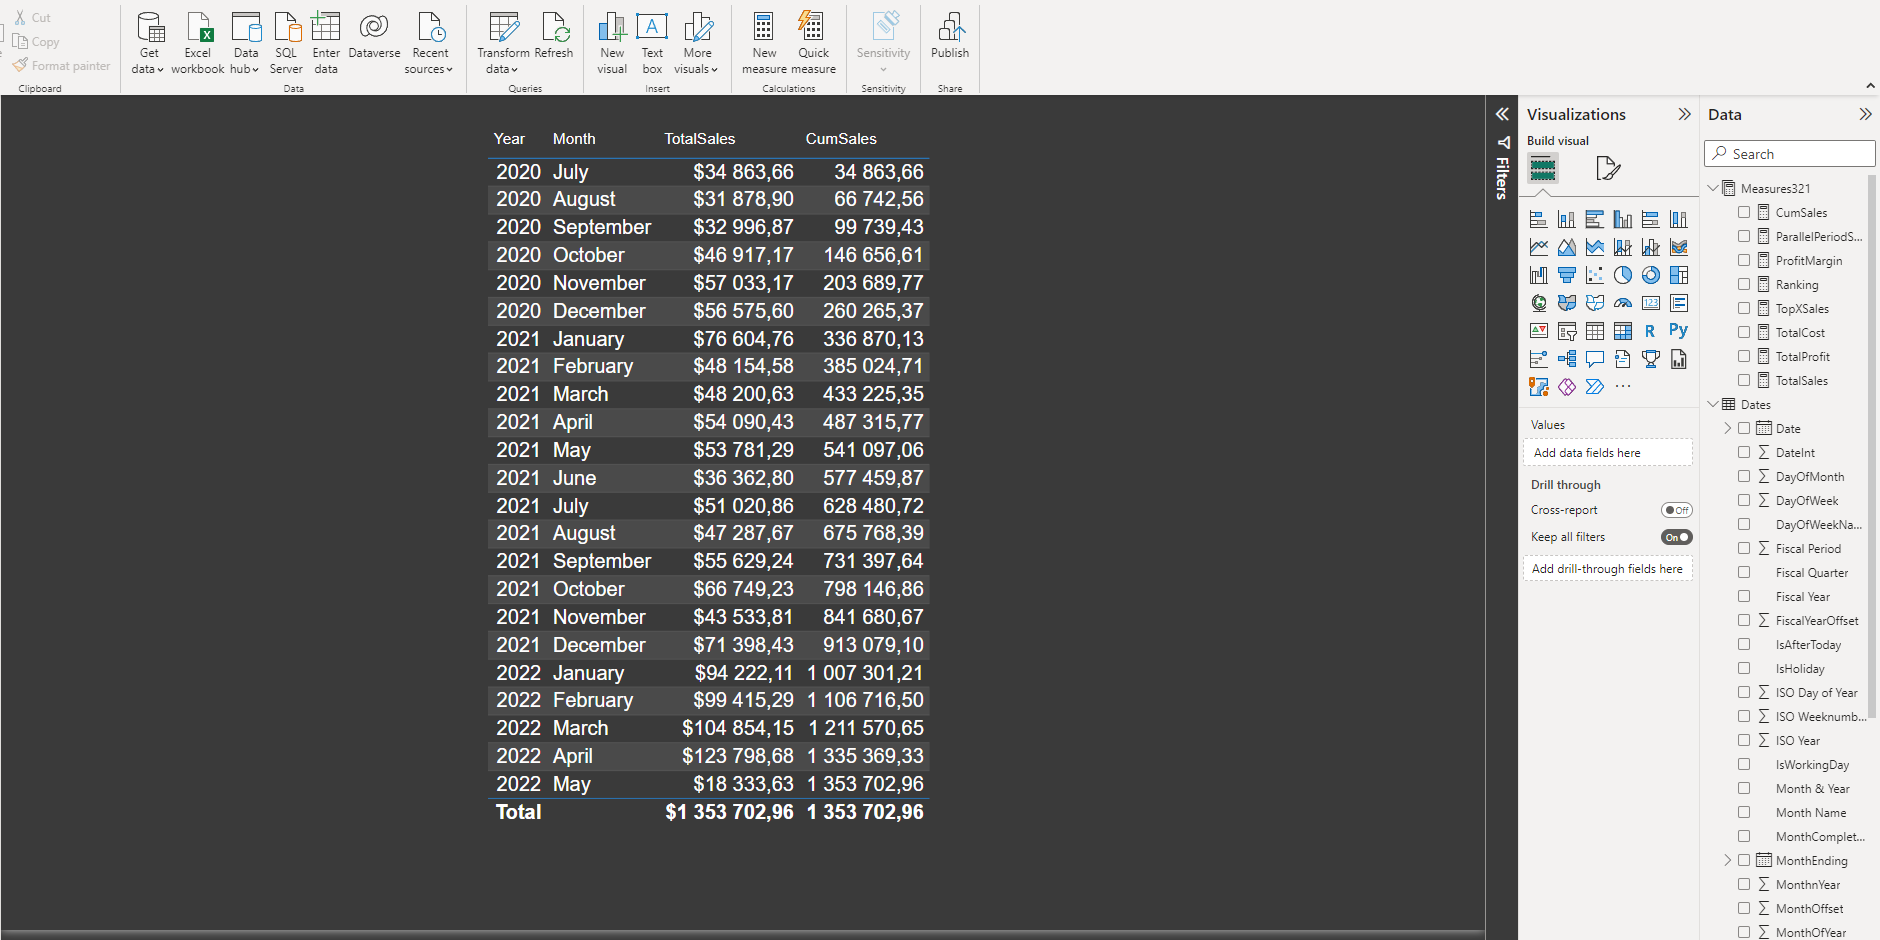 Cut
Copy
Format painter
Clipboard
Get data
Excel workbook
Data hub
SQL Server
Enter data
Dataverse
Recent sources
Data
Transform data
Refresh
Queries
New visual
Text box
More visuals
Insert
New measure
Quick measure
Calculations
Sensitivity
Sensitivity
Publish
Share
Year Month TotalSales CumSales
2020 July $34 863,66 34 863,66
2020 August $31 878,90 66 742,56
2020 September $32 996,87 99 739,43
2020 October $46 917,17 146 656,61
2020 November $57 033,17 203 689,77
2020 December $56 575,60 260 265,37
2021 January $76 604,76 336 870,13
2021 February $48 154,58 385 024,71
2021 March $48 200,63 433 225,35
2021 April $54 090,43 487 315,77
2021 May $53 781,29 541 097,06
2021 June $36 362,80 577 459,87
2021 July $51 020,86 628 480,72
2021 August $47 287,67 675 768,39
2021 September $55 629,24 731 397,64
2021 October $66 749,23 798 146,86
2021 November $43 533,81 841 680,67
2021 December $71 398,43 913 079,10
2022 January $94 222,11 1 007 301,21
2022 February $99 415,29 1 106 716,50
2022 March $104 854,15 1 211 570,65
2022 April $123 798,68 1 335 369,33
2022 May $18 333,63 1 353 702,96
Total $1 353 702,96 1 353 702,96
Filters
Visualizations
Build visual
123
R Py
...
Values
Add data fields here
Drill through
Cross-report Off
Keep all filters On
Add drill-through fields here
Data
Search
Measures321
CumSales
ParallelPeriodS...
ProfitMargin
Ranking
TopXSales
TotalCost
TotalProfit
TotalSales
Dates
Date
DateInt
DayOfMonth
DayOfWeek
DayOfWeekNa...
Fiscal Period
Fiscal Quarter
Fiscal Year
FiscalYearOffset
IsAfterToday
IsHoliday
ISO Day of Year
ISO Weeknumb...
ISO Year
IsWorkingDay
Month & Year
Month Name
MonthComplet...
MonthEnding
MonthnYear
MonthOffset
MonthOfYear